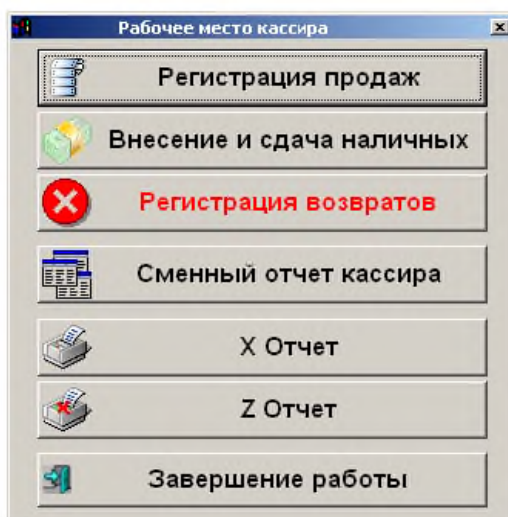 Рабочее место кассира
Регистрация продаж
Внесение и сдача наличных
Регистрация возвратов
Сменный отчет кассира
X Отчет
Z Отчет
Завершение работы